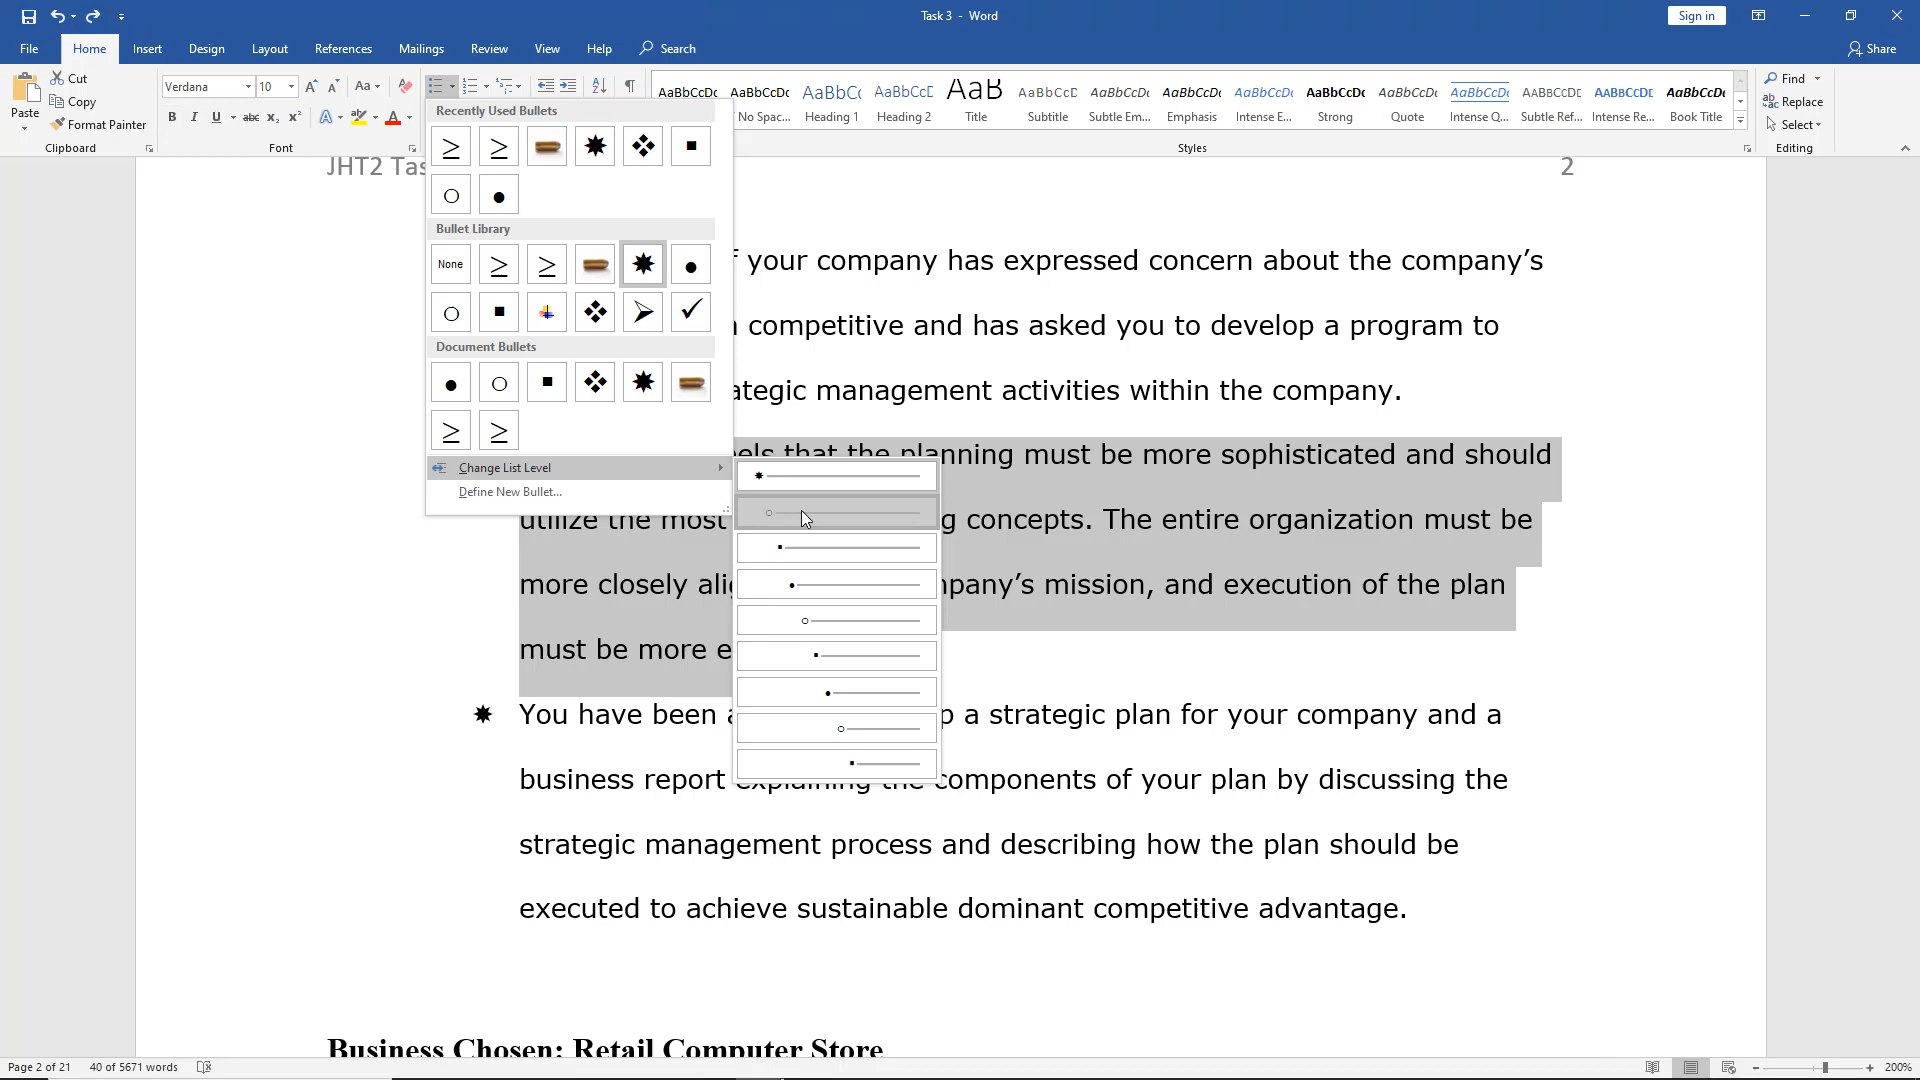 Task 3 - Word
Sign in
File Home Insert Design Layout References Mailings Review View Help Search Share
Paste
Cut
Copy
Format Painter
Clipboard
Verdana 10
Aa
B I U abc x₂ x² A A
Font
AaBbCcDc AaBbCcDc AaBbCc AaBbCcD AaB AaBbCcD AaBbCcDc AaBbCcDc AaBbCcDc AaBbCcDc AaBbCcDc AaBbCcDc AABBCCDE AABBCCDE AaBbCcDc
No Spac... Heading 1 Heading 2 Title Subtitle Subtle Em... Emphasis Intense E... Strong Quote Intense Q... Subtle Ref... Intense Re... Book Title
Styles
Find
Replace
Select
Editing
Recently Used Bullets
Bullet Library
None
Document Bullets
Change List Level
Define New Bullet...
JHT2 Tas
2
your company has expressed concern about the company's
competitive and has asked you to develop a program to
ategic management activities within the company.
els that the planning must be more sophisticated and should
utilize the most g concepts. The entire organization must be
more closely alig mpany's mission, and execution of the plan
must be more e
You have been a p a strategic plan for your company and a
business report explaining the components of your plan by discussing the
strategic management process and describing how the plan should be
executed to achieve sustainable dominant competitive advantage.
Business Chosen: Retail Computer Store
Page 2 of 21 40 of 5671 words
200%